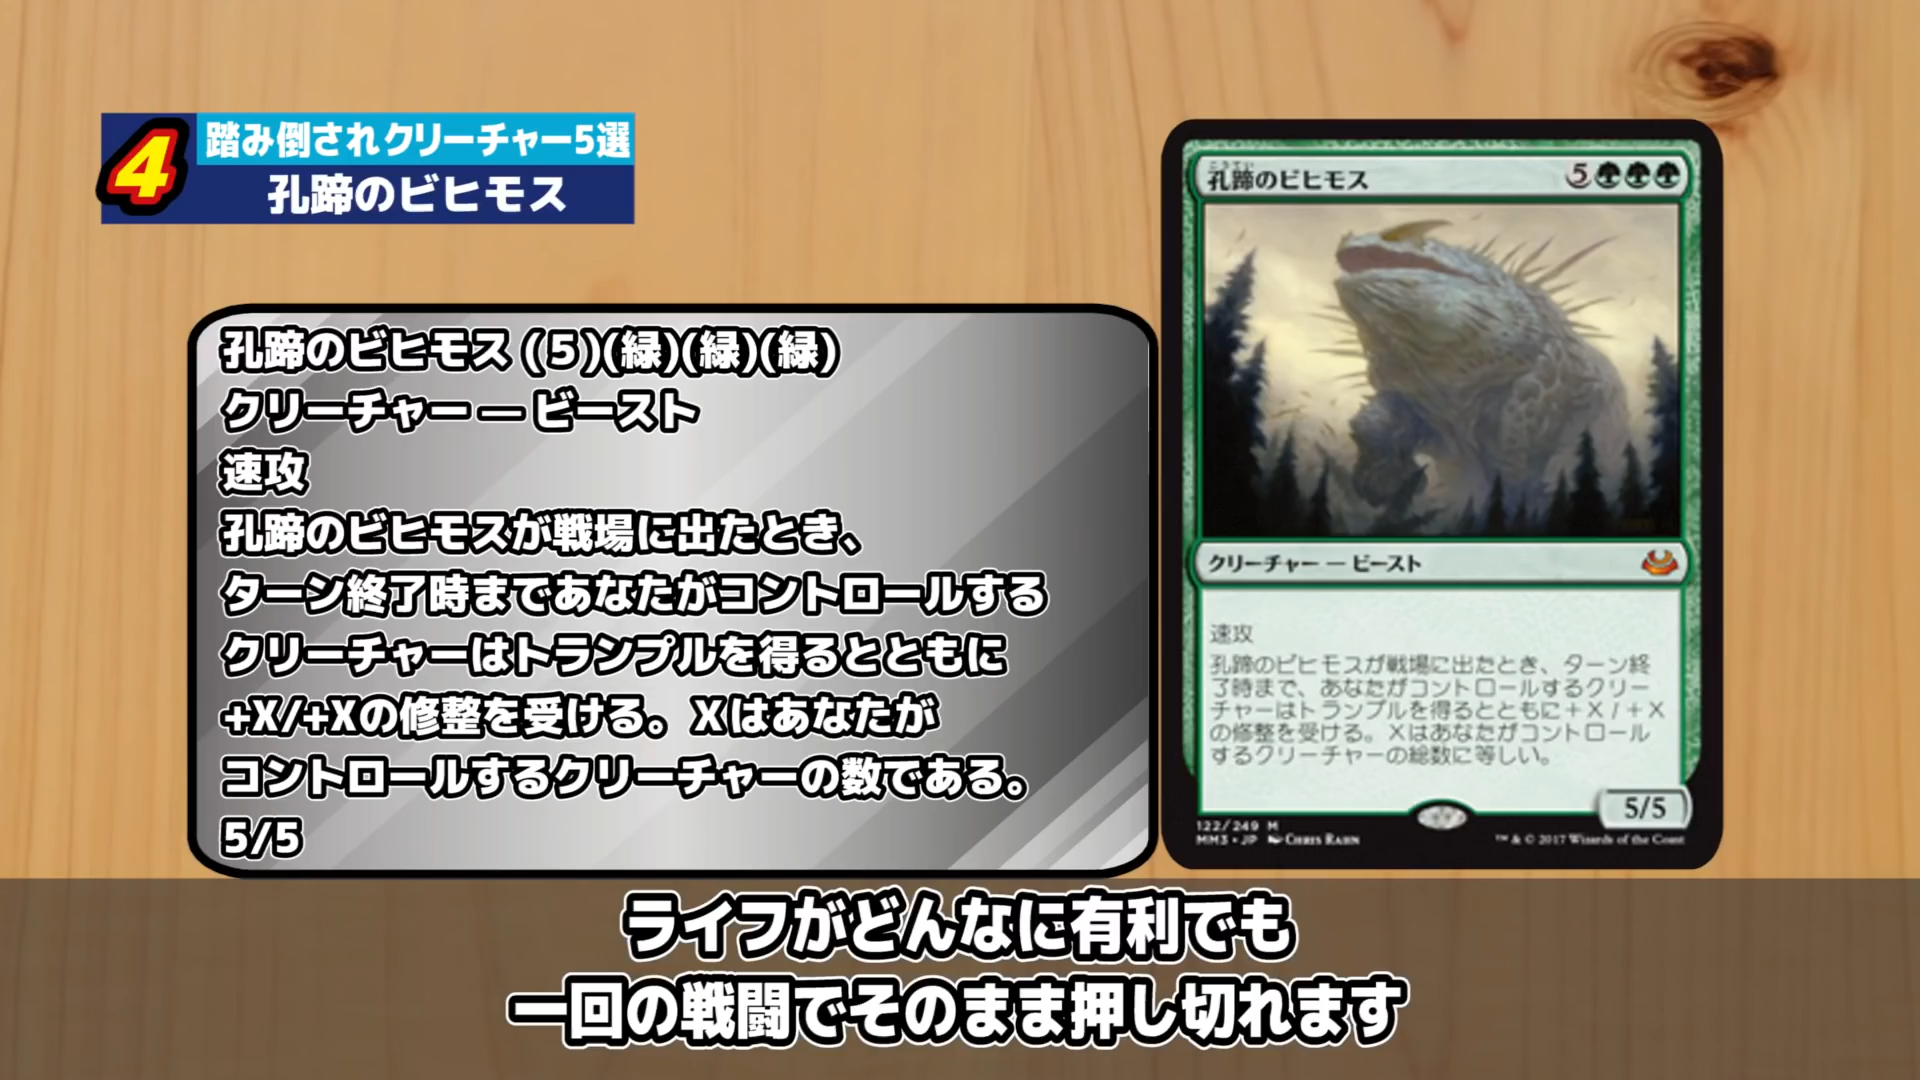 4
踏み倒されクリーチャー5選
孔蹄のビヒモス
孔蹄のビヒモス (５)(緑)(緑)(緑)
クリーチャー ― ビースト
速攻
孔蹄のビヒモスが戦場に出たとき、
ターン終了時まであなたがコントロールする
クリーチャーはトランプルを得るとともに
+X/+Xの修整を受ける。Xはあなたが
コントロールするクリーチャーの数である。
5/5
こうてい
孔蹄のビヒモス
5
クリーチャー ― ビースト
速攻
孔蹄のビヒモスが戦場に出たとき、ターン終
了時まで、あなたがコントロールするクリー
チャーはトランプルを得るとともに＋Ｘ/＋Ｘ
の修整を受ける。Ｘはあなたがコントロール
するクリーチャーの総数に等しい。
5/5
122/249 M
MM3・JP Chris Rahn
™ & © 2017 Wizards of the Coast
ライフがどんなに有利でも
一回の戦闘でそのまま押し切れます